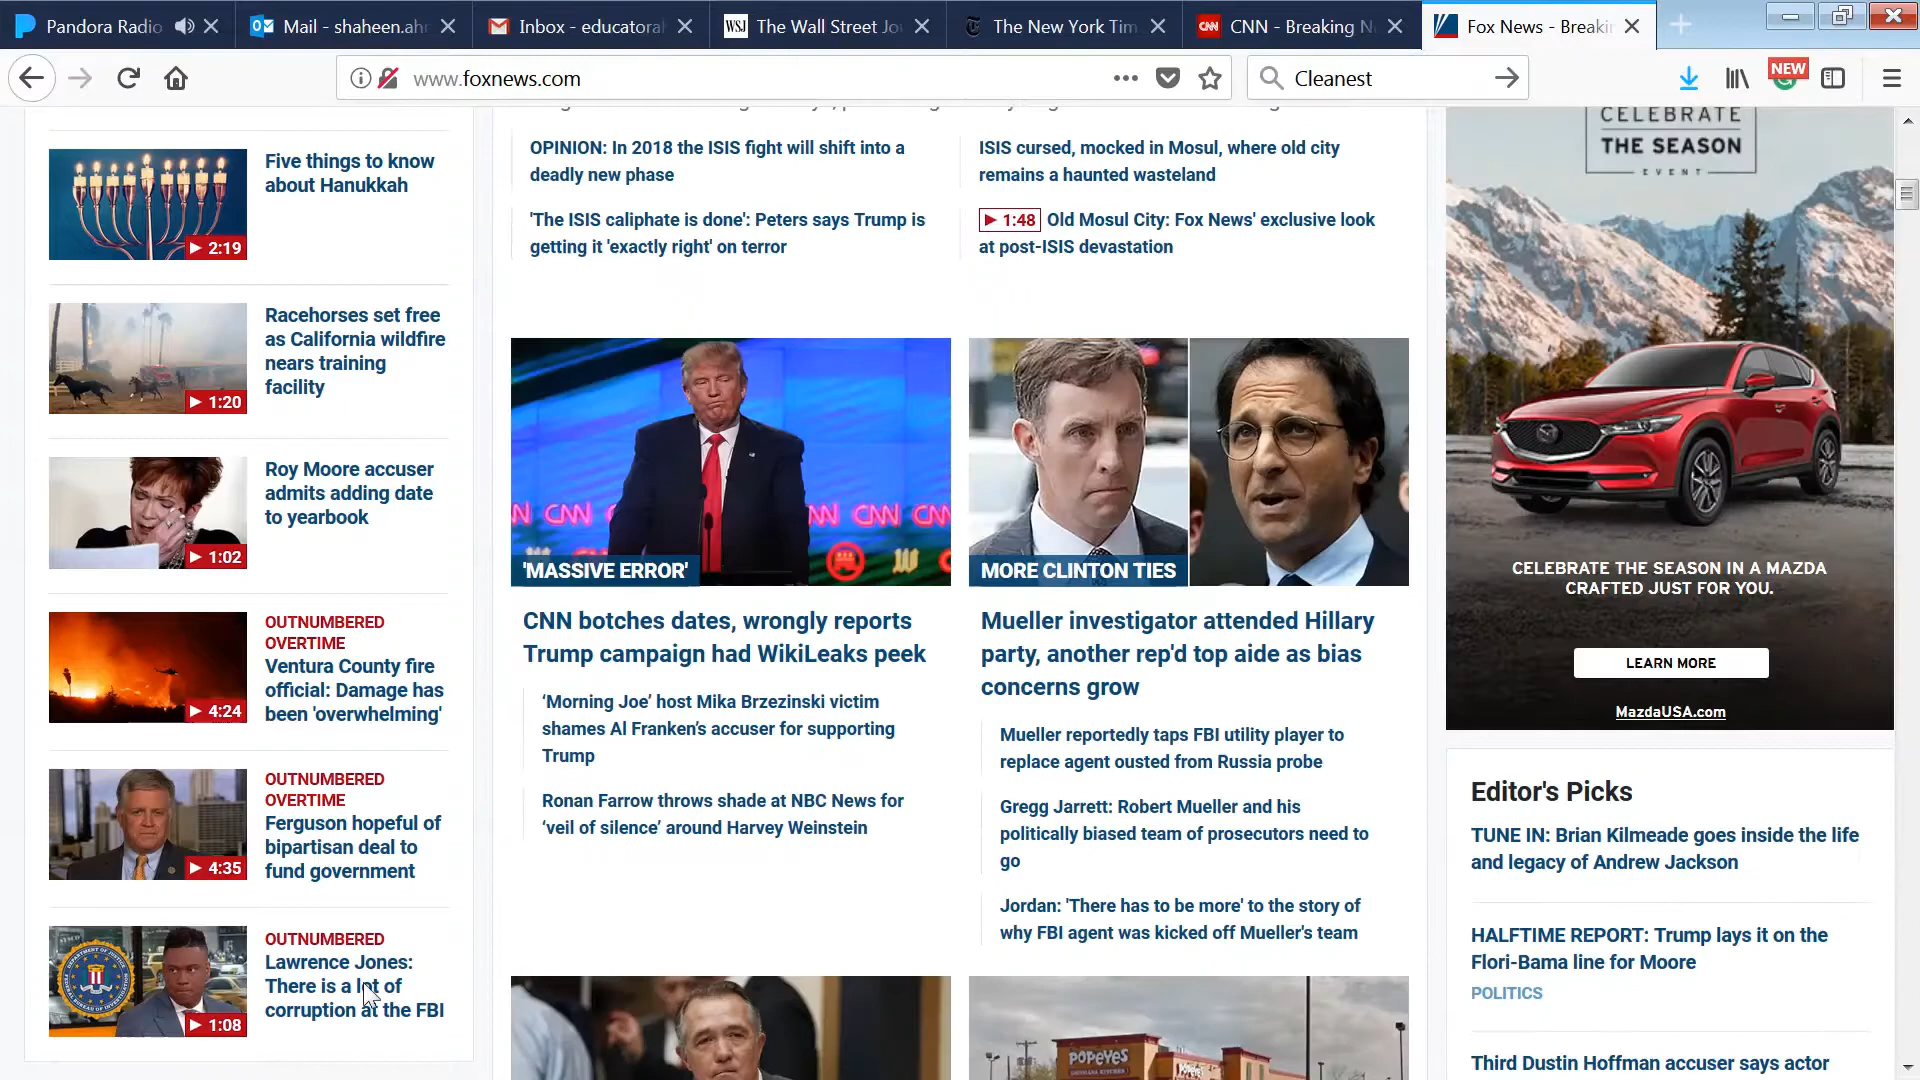 Pandora Radio
Mail - shaheen.ah
Inbox - educatora
WSJ
The Wall Street Jo
The New York Tim
CNN
CNN - Breaking N
Fox News - Breaki
www.foxnews.com
Cleanest
NEW
Five things to know
about Hanukkah
2:19
Racehorses set free
as California wildfire
nears training
facility
1:20
Roy Moore accuser
admits adding date
to yearbook
1:02
OUTNUMBERED
OVERTIME
Ventura County fire
official: Damage has
been 'overwhelming'
4:24
OUTNUMBERED
OVERTIME
Ferguson hopeful of
bipartisan deal to
fund government
4:35
OUTNUMBERED
Lawrence Jones:
There is a lot of
corruption at the FBI
1:08
OPINION: In 2018 the ISIS fight will shift into a
deadly new phase
'The ISIS caliphate is done': Peters says Trump is
getting it 'exactly right' on terror
ISIS cursed, mocked in Mosul, where old city
remains a haunted wasteland
1:48 Old Mosul City: Fox News' exclusive look
at post-ISIS devastation
CNN CNN CNN CNN
'MASSIVE ERROR'
CNN botches dates, wrongly reports
Trump campaign had WikiLeaks peek
‘Morning Joe’ host Mika Brzezinski victim
shames Al Franken’s accuser for supporting
Trump
Ronan Farrow throws shade at NBC News for
‘veil of silence’ around Harvey Weinstein
MORE CLINTON TIES
Mueller investigator attended Hillary
party, another rep'd top aide as bias
concerns grow
Mueller reportedly taps FBI utility player to
replace agent ousted from Russia probe
Gregg Jarrett: Robert Mueller and his
politically biased team of prosecutors need to
go
Jordan: 'There has to be more' to the story of
why FBI agent was kicked off Mueller's team
POPEYES
CELEBRATE
THE SEASON
EVENT
CELEBRATE THE SEASON IN A MAZDA
CRAFTED JUST FOR YOU.
LEARN MORE
MazdaUSA.com
Editor's Picks
TUNE IN: Brian Kilmeade goes inside the life
and legacy of Andrew Jackson
HALFTIME REPORT: Trump lays it on the
Flori-Bama line for Moore
POLITICS
Third Dustin Hoffman accuser says actor